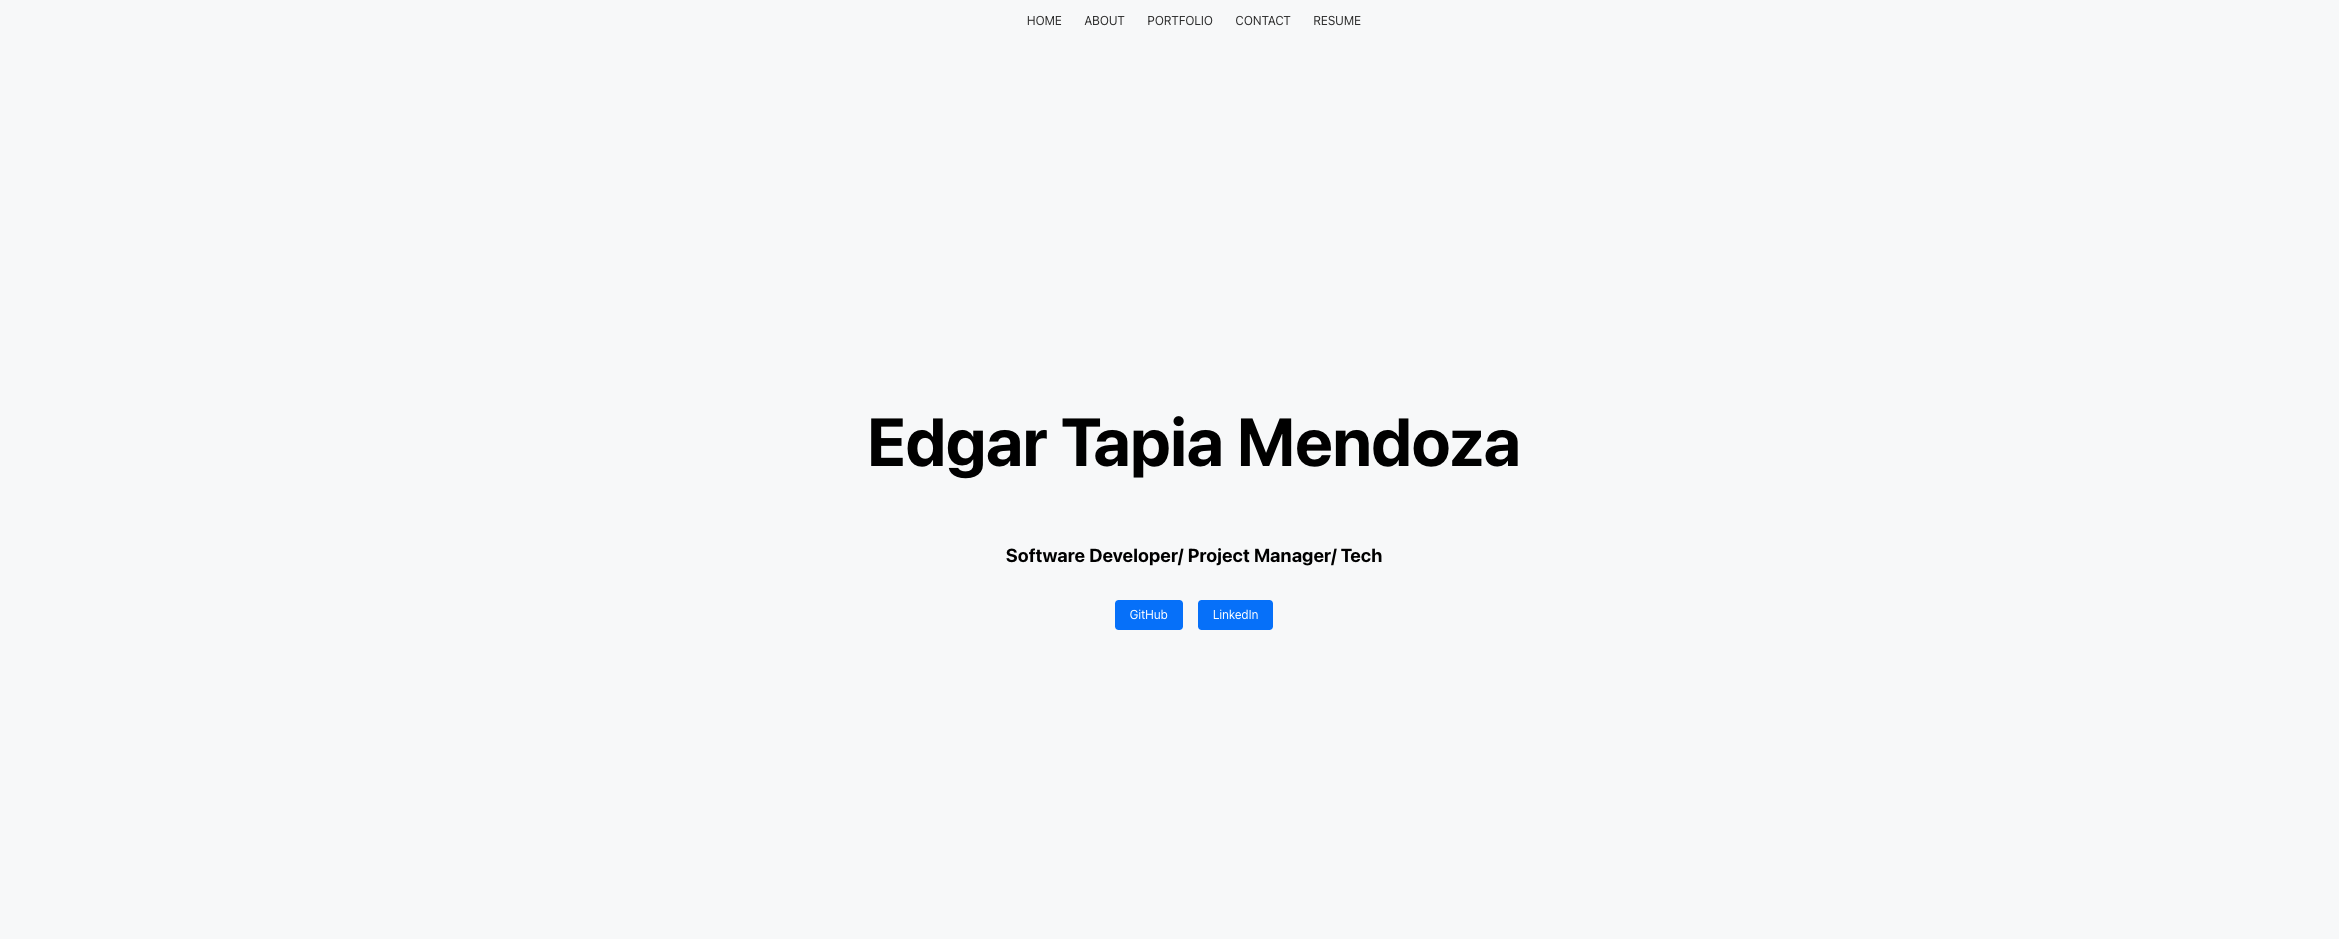 HOME ABOUT PORTFOLIO CONTACT RESUME
Edgar Tapia Mendoza
Software Developer/ Project Manager/ Tech
GitHub LinkedIn